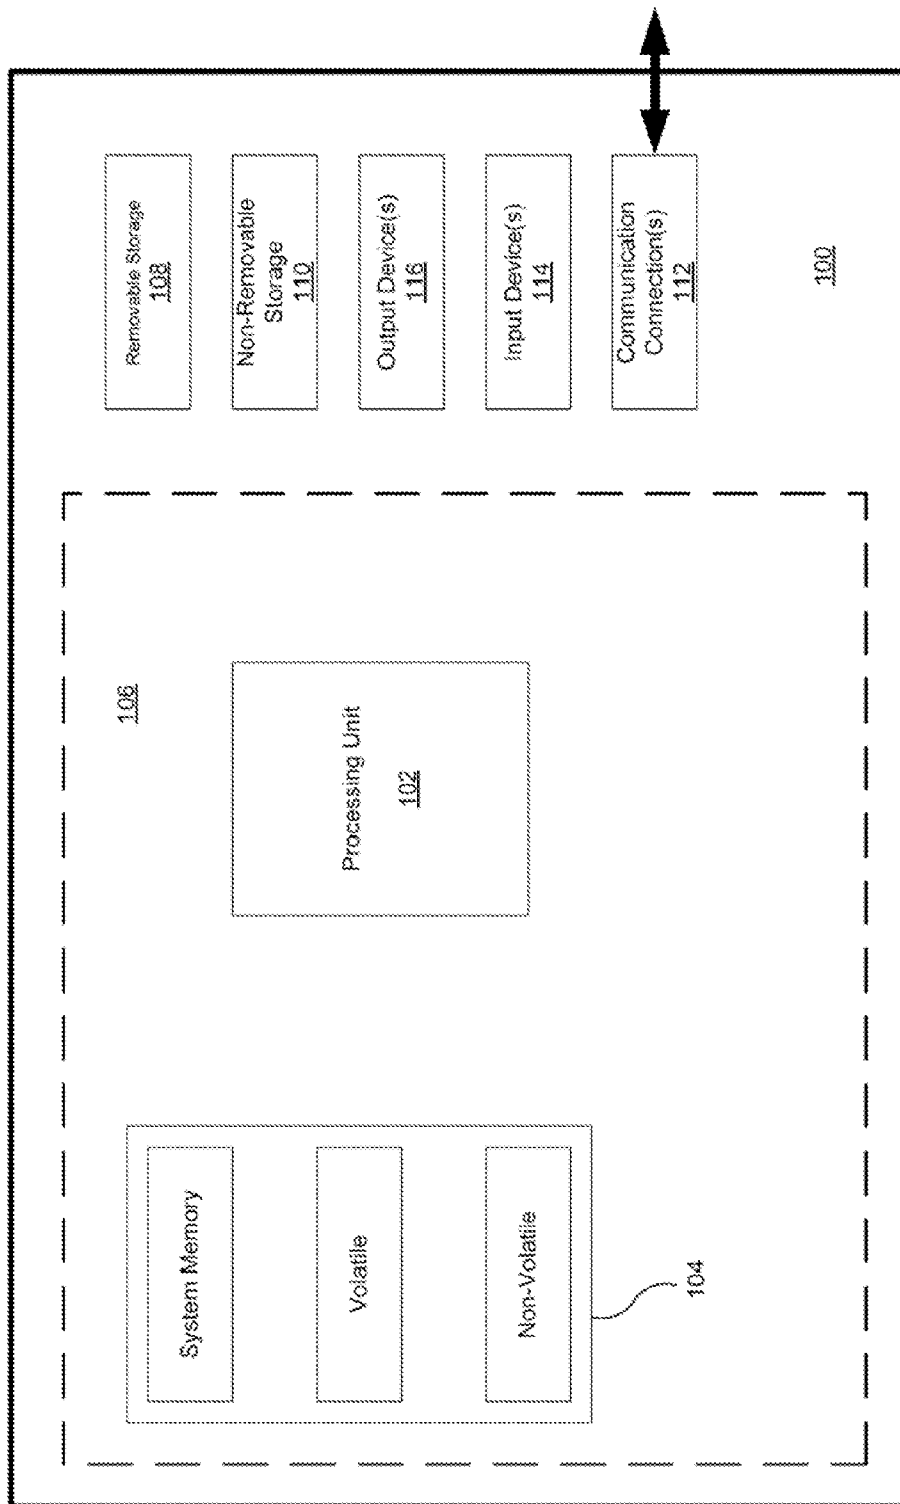 System Memory
Volatile
Non-Volatile
104
106
Processing Unit
102
Removable Storage
108
Non-Removable
Storage
110
Output Device(s)
116
Input Device(s)
114
Communication
Connection(s)
112
100